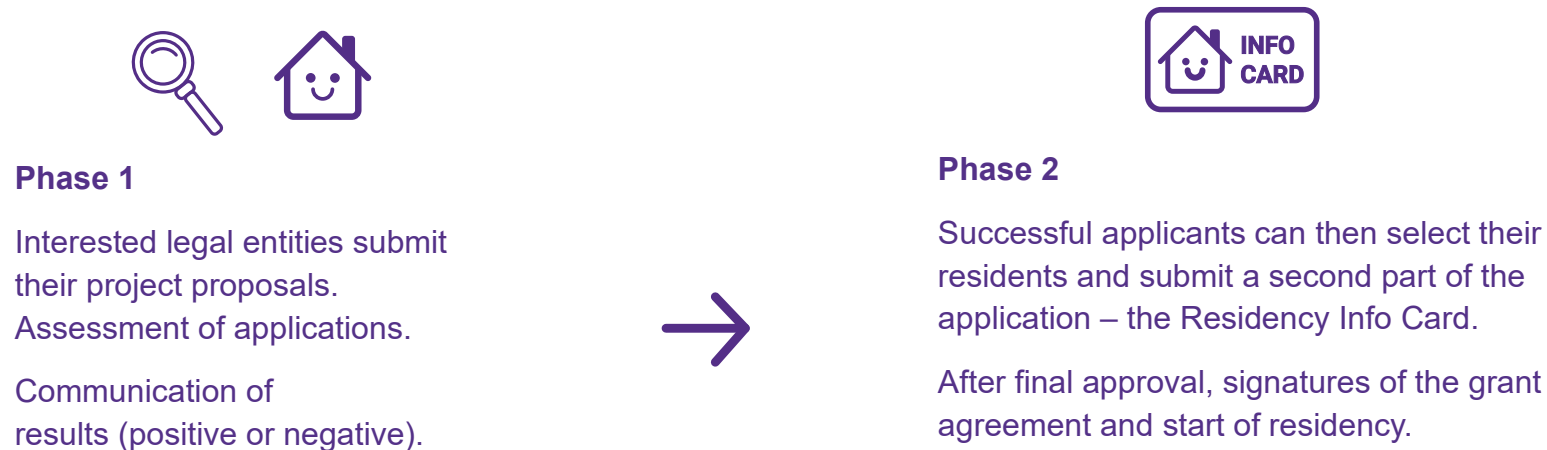 Phase 1
Interested legal entities submit
their project proposals.
Assessment of applications.
Communication of
results (positive or negative).
INFO
CARD
Phase 2
Successful applicants can then select their
residents and submit a second part of the
application – the Residency Info Card.
After final approval, signatures of the grant
agreement and start of residency.